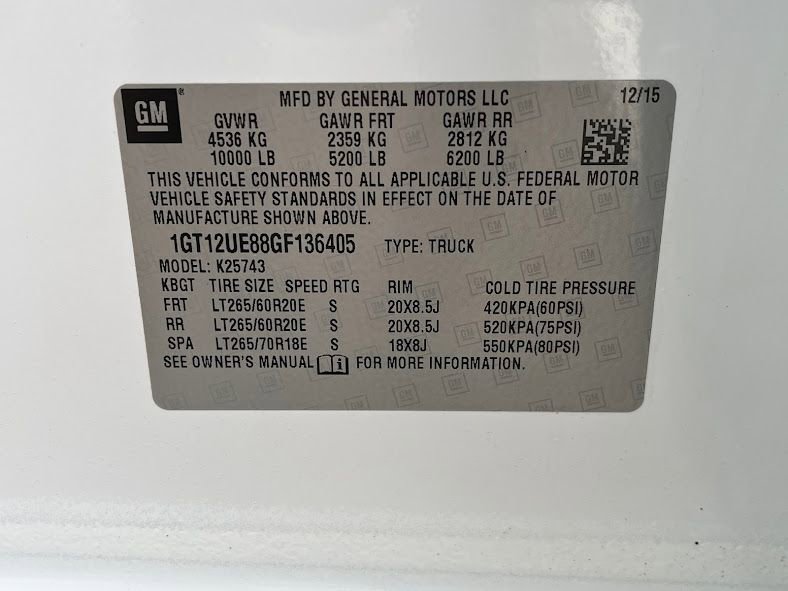 GM®
MFD BY GENERAL MOTORS LLC 12/15
GVWR GAWR FRT GAWR RR
4536 KG 2359 KG 2812 KG
10000 LB 5200 LB 6200 LB
THIS VEHICLE CONFORMS TO ALL APPLICABLE U.S. FEDERAL MOTOR
VEHICLE SAFETY STANDARDS IN EFFECT ON THE DATE OF
MANUFACTURE SHOWN ABOVE.
1GT12UE88GF136405 TYPE: TRUCK
MODEL: K25743
KBGT TIRE SIZE SPEED RTG RIM COLD TIRE PRESSURE
FRT LT265/60R20E S 20X8.5J 420KPA(60PSI)
RR LT265/60R20E S 20X8.5J 520KPA(75PSI)
SPA LT265/70R18E S 18X8J 550KPA(80PSI)
SEE OWNER'S MANUAL FOR MORE INFORMATION.